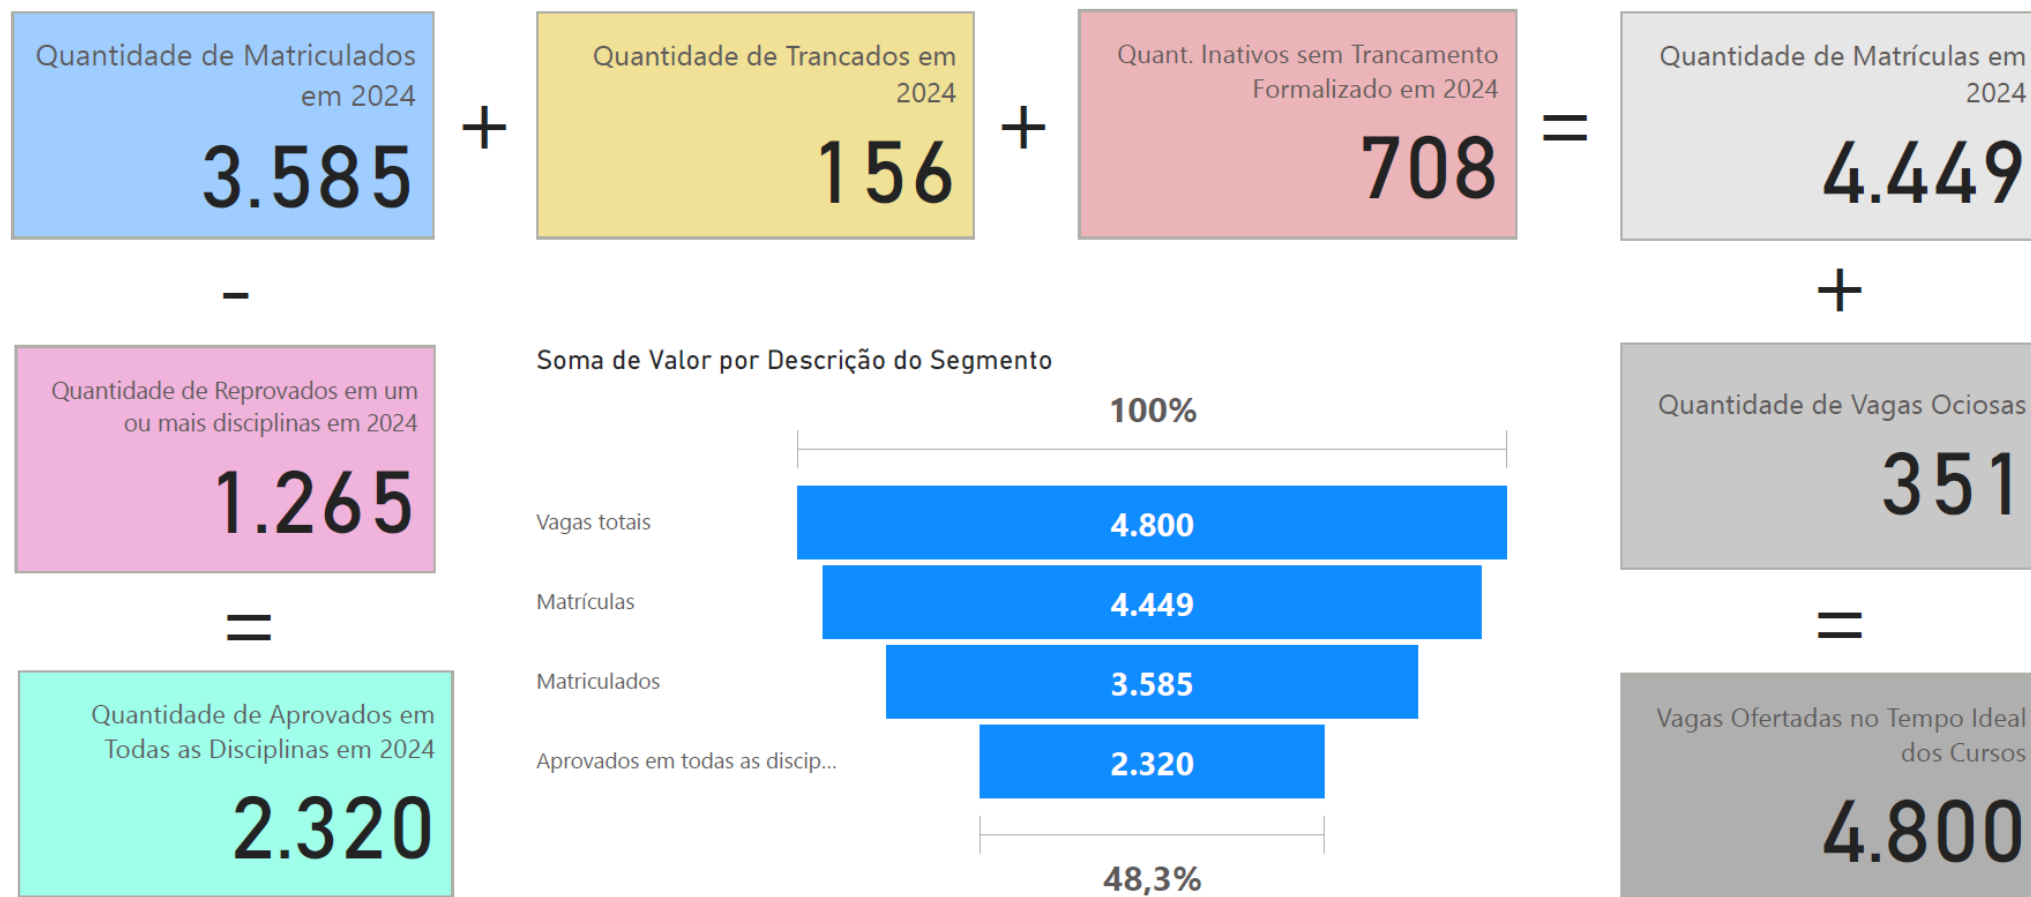 Quantidade de Matriculados
em 2024
3.585
+
Quantidade de Trancados em
2024
156
+
Quant. Inativos sem Trancamento
Formalizado em 2024
708
=
Quantidade de Matrículas em
2024
4.449
-
+
Quantidade de Reprovados em um
ou mais disciplinas em 2024
1.265
=
Quantidade de Aprovados em
Todas as Disciplinas em 2024
2.320
Soma de Valor por Descrição do Segmento
100%
Vagas totais
4.800
Matrículas
4.449
Matriculados
3.585
Aprovados em todas as discip...
2.320
48,3%
Quantidade de Vagas Ociosas
351
=
Vagas Ofertadas no Tempo Ideal
dos Cursos
4.800